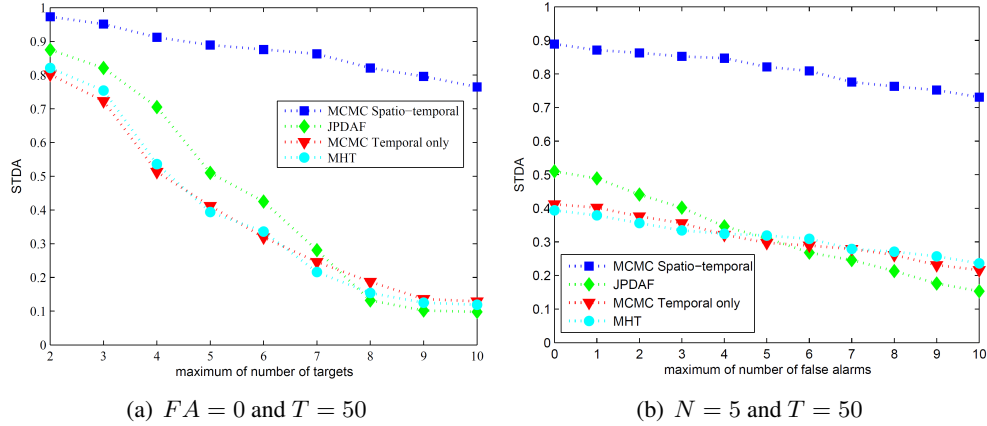 1
0.9
0.8
0.7
0.6
0.5
0.4
0.3
0.2
0.1
0
STDA
2 3 4 5 6 7 8 9 10
maximum of number of targets
MCMC Spatio-temporal
JPDAF
MCMC Temporal only
MHT
(a) FA = 0 and T = 50
1
0.9
0.8
0.7
0.6
0.5
0.4
0.3
0.2
0.1
0
STDA
0 1 2 3 4 5 6 7 8 9 10
maximum of number of false alarms
MCMC Spatio-temporal
JPDAF
MCMC Temporal only
MHT
(b) N = 5 and T = 50